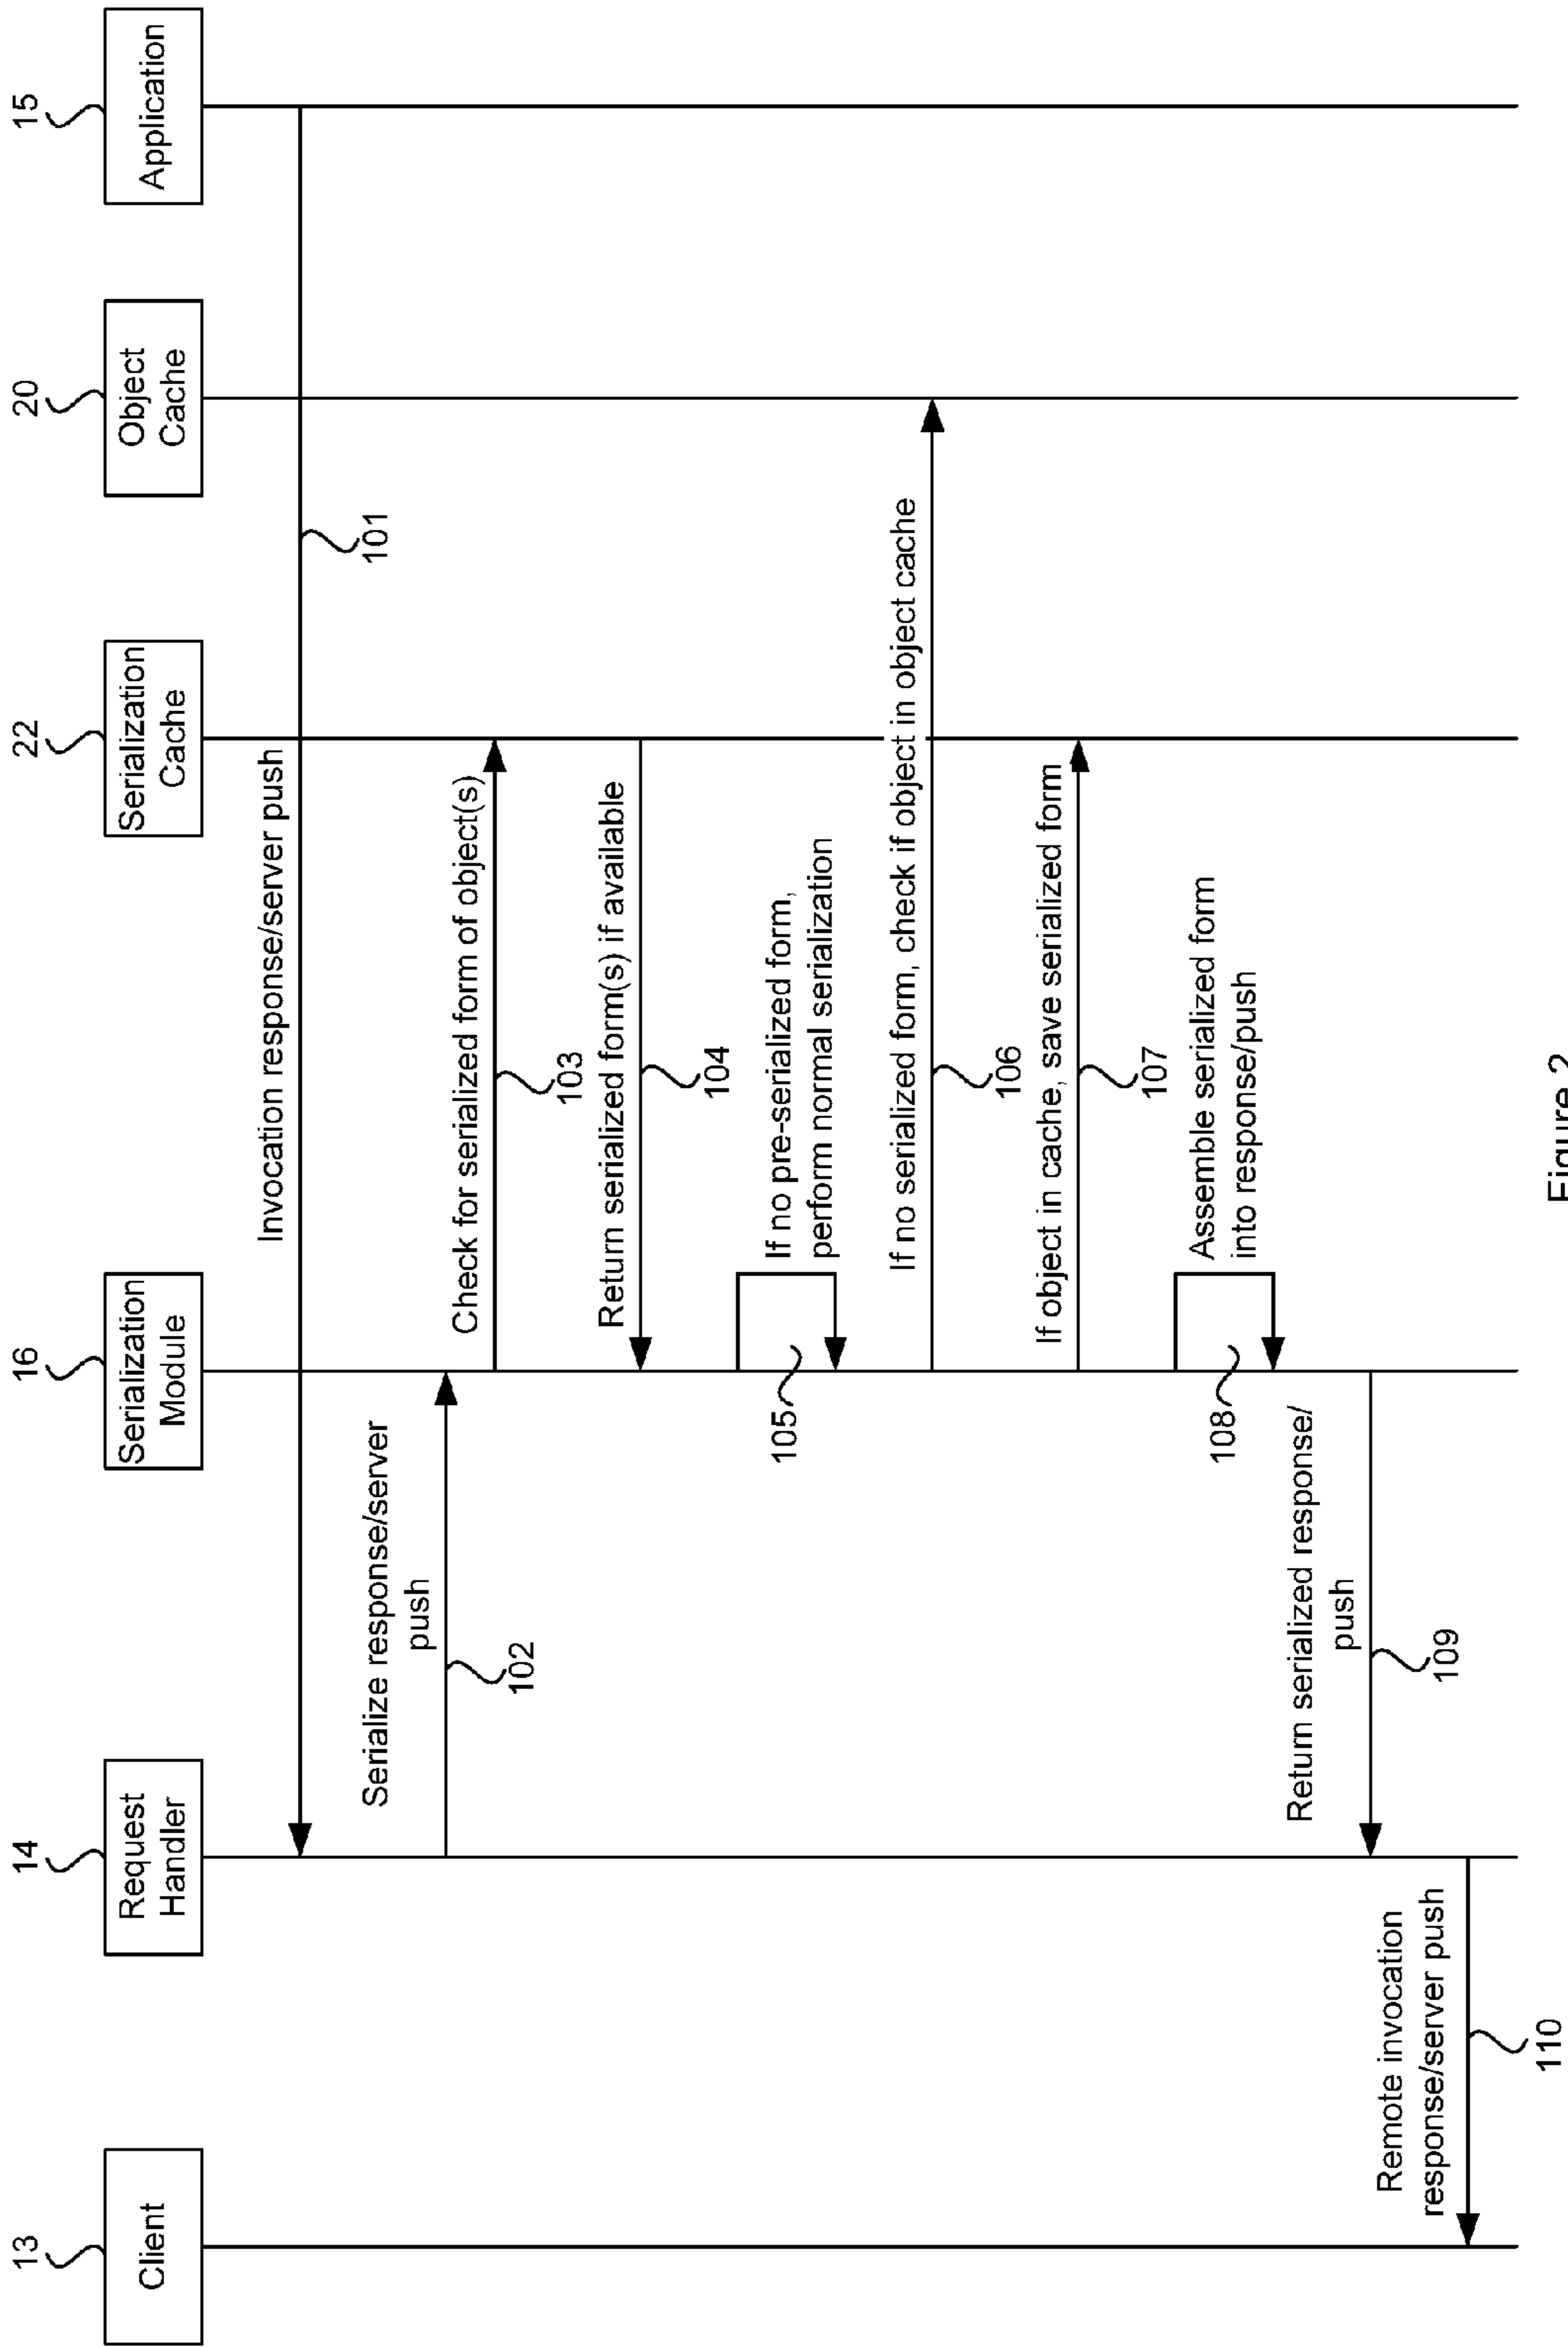 13
14
16
22
20
15
Client
Request
Handler
Serialization
Module
Serialization
Cache
Object
Cache
Application
Invocation response/server push
101
Serialize response/server
push
102
Check for serialized form of object(s)
103
Return serialized form(s) if available
104
If no pre-serialized form,
perform normal serialization
105
If no serialized form, check if object in object cache
106
If object in cache, save serialized form
107
Assemble serialized form
into response/push
108
Return serialized response/
push
109
Remote invocation
response/server push
110
Figure 2